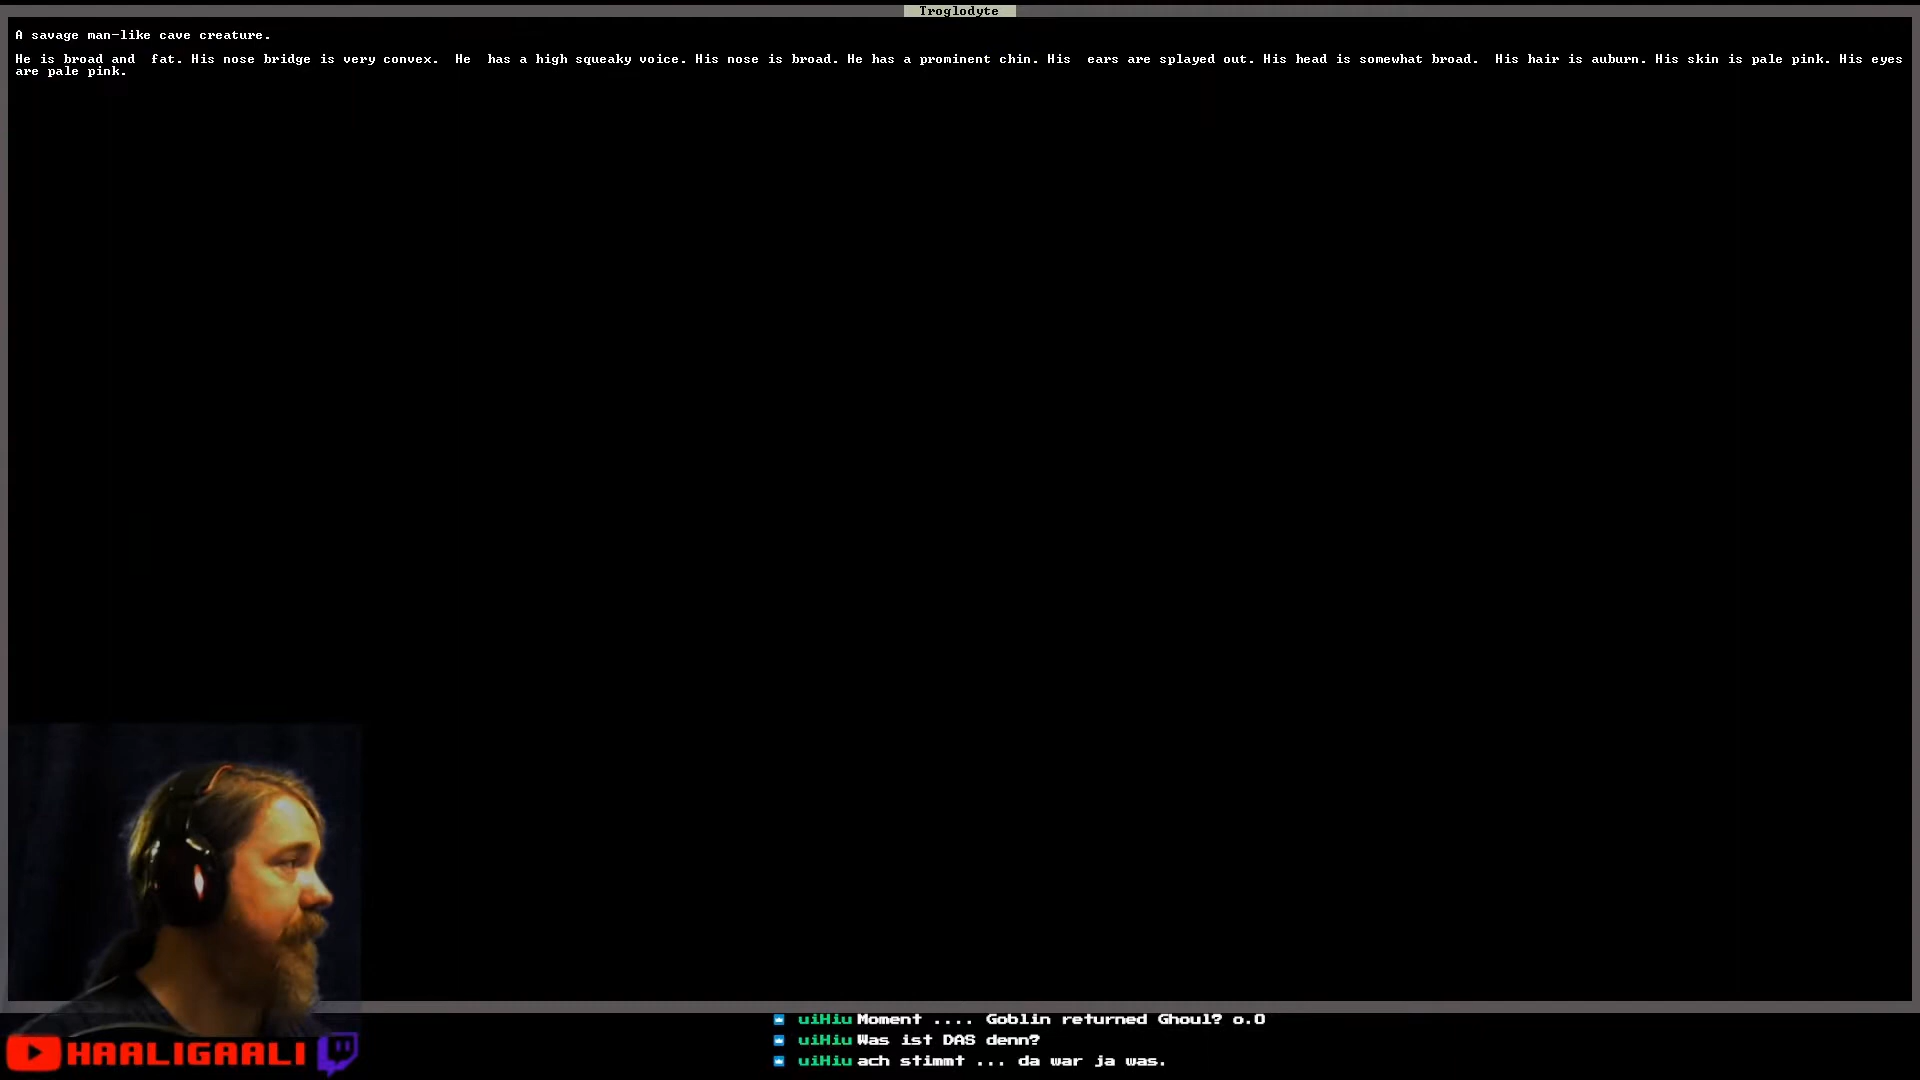 Troglodyte
A savage man-like cave creature.
He is broad and  fat. His nose bridge is very convex.  He  has a high squeaky voice. His nose is broad. He has a prominent chin. His  ears are splayed out. His head is somewhat broad.  His hair is auburn. His skin is pale pink. His eyes
are pale pink.
uiHiu Moment .... Goblin returned Ghoul? o.O
uiHiu Was ist DAS denn?
uiHiu ach stimmt ... da war ja was.
HAALIGAALI